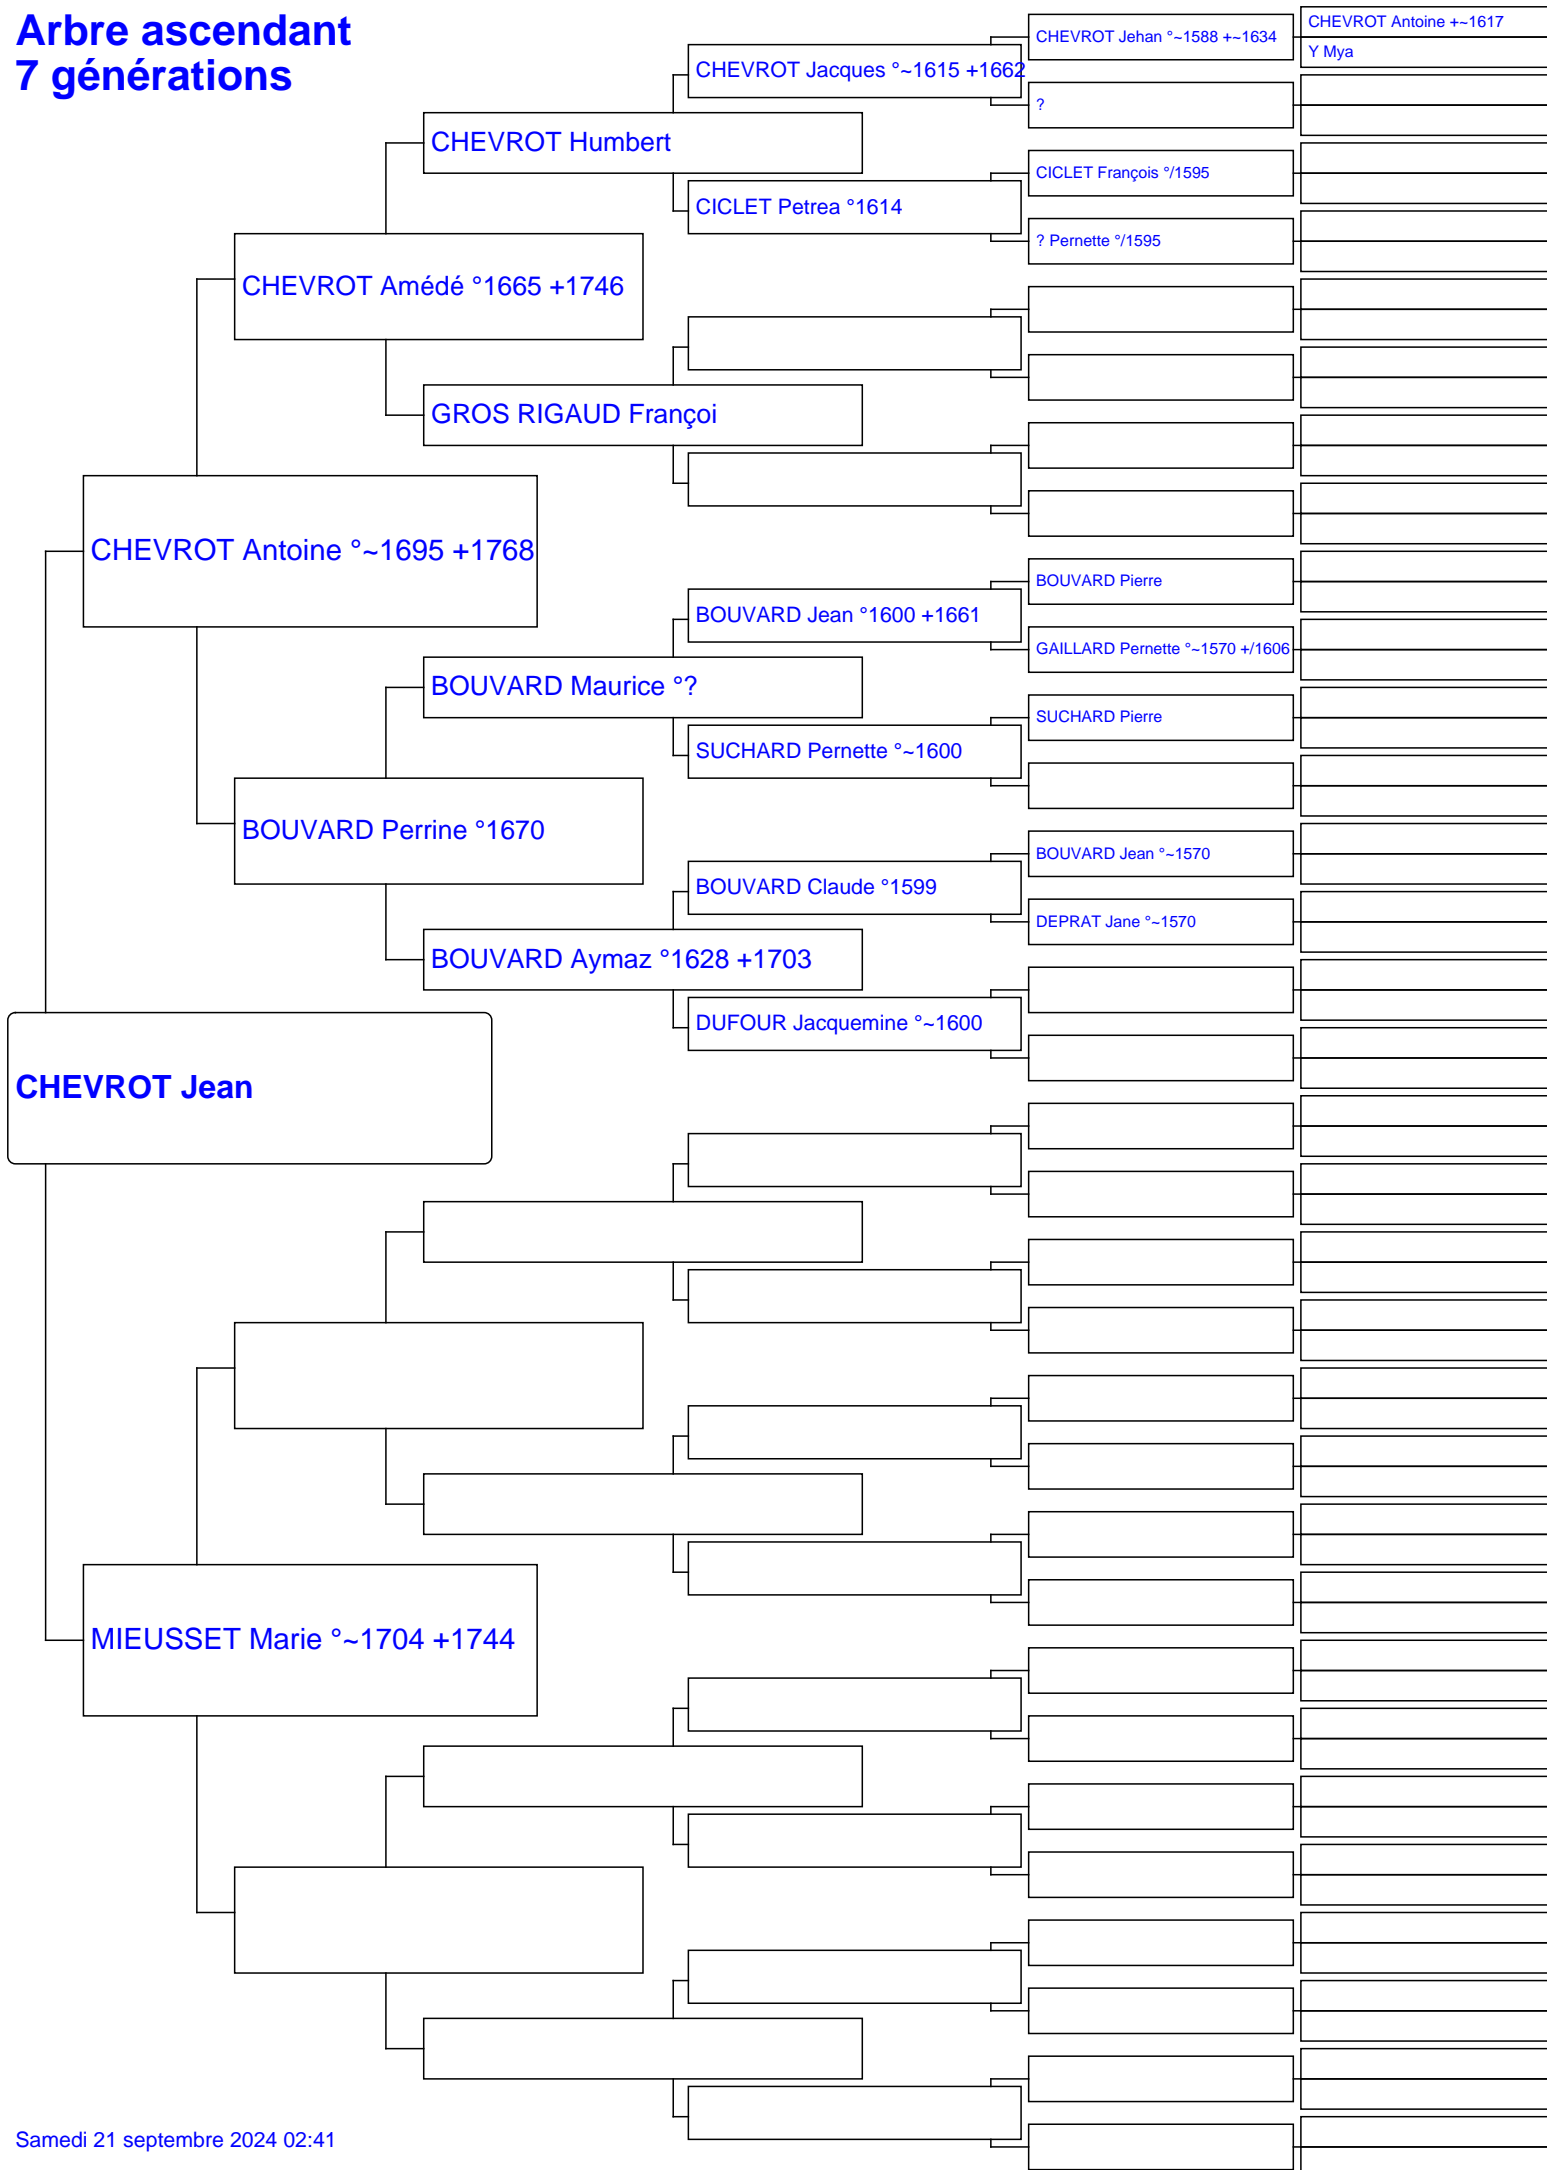 Arbre ascendant
7 générations
CHEVROT Antoine +~1617
Y Mya
CHEVROT Jehan °~1588 +~1634
CHEVROT Jacques °~1615 +1662
?
CHEVROT Humbert
CICLET François °/1595
CICLET Petrea °1614
? Pernette °/1595
CHEVROT Amédé °1665 +1746
GROS RIGAUD Françoi
CHEVROT Antoine °~1695 +1768
BOUVARD Pierre
BOUVARD Jean °1600 +1661
GAILLARD Pernette °~1570 +/1606
BOUVARD Maurice °?
SUCHARD Pierre
SUCHARD Pernette °~1600
BOUVARD Perrine °1670
BOUVARD Jean °~1570
BOUVARD Claude °1599
DEPRAT Jane °~1570
BOUVARD Aymaz °1628 +1703
DUFOUR Jacquemine °~1600
CHEVROT Jean
MIEUSSET Marie °~1704 +1744
Samedi 21 septembre 2024 02:41